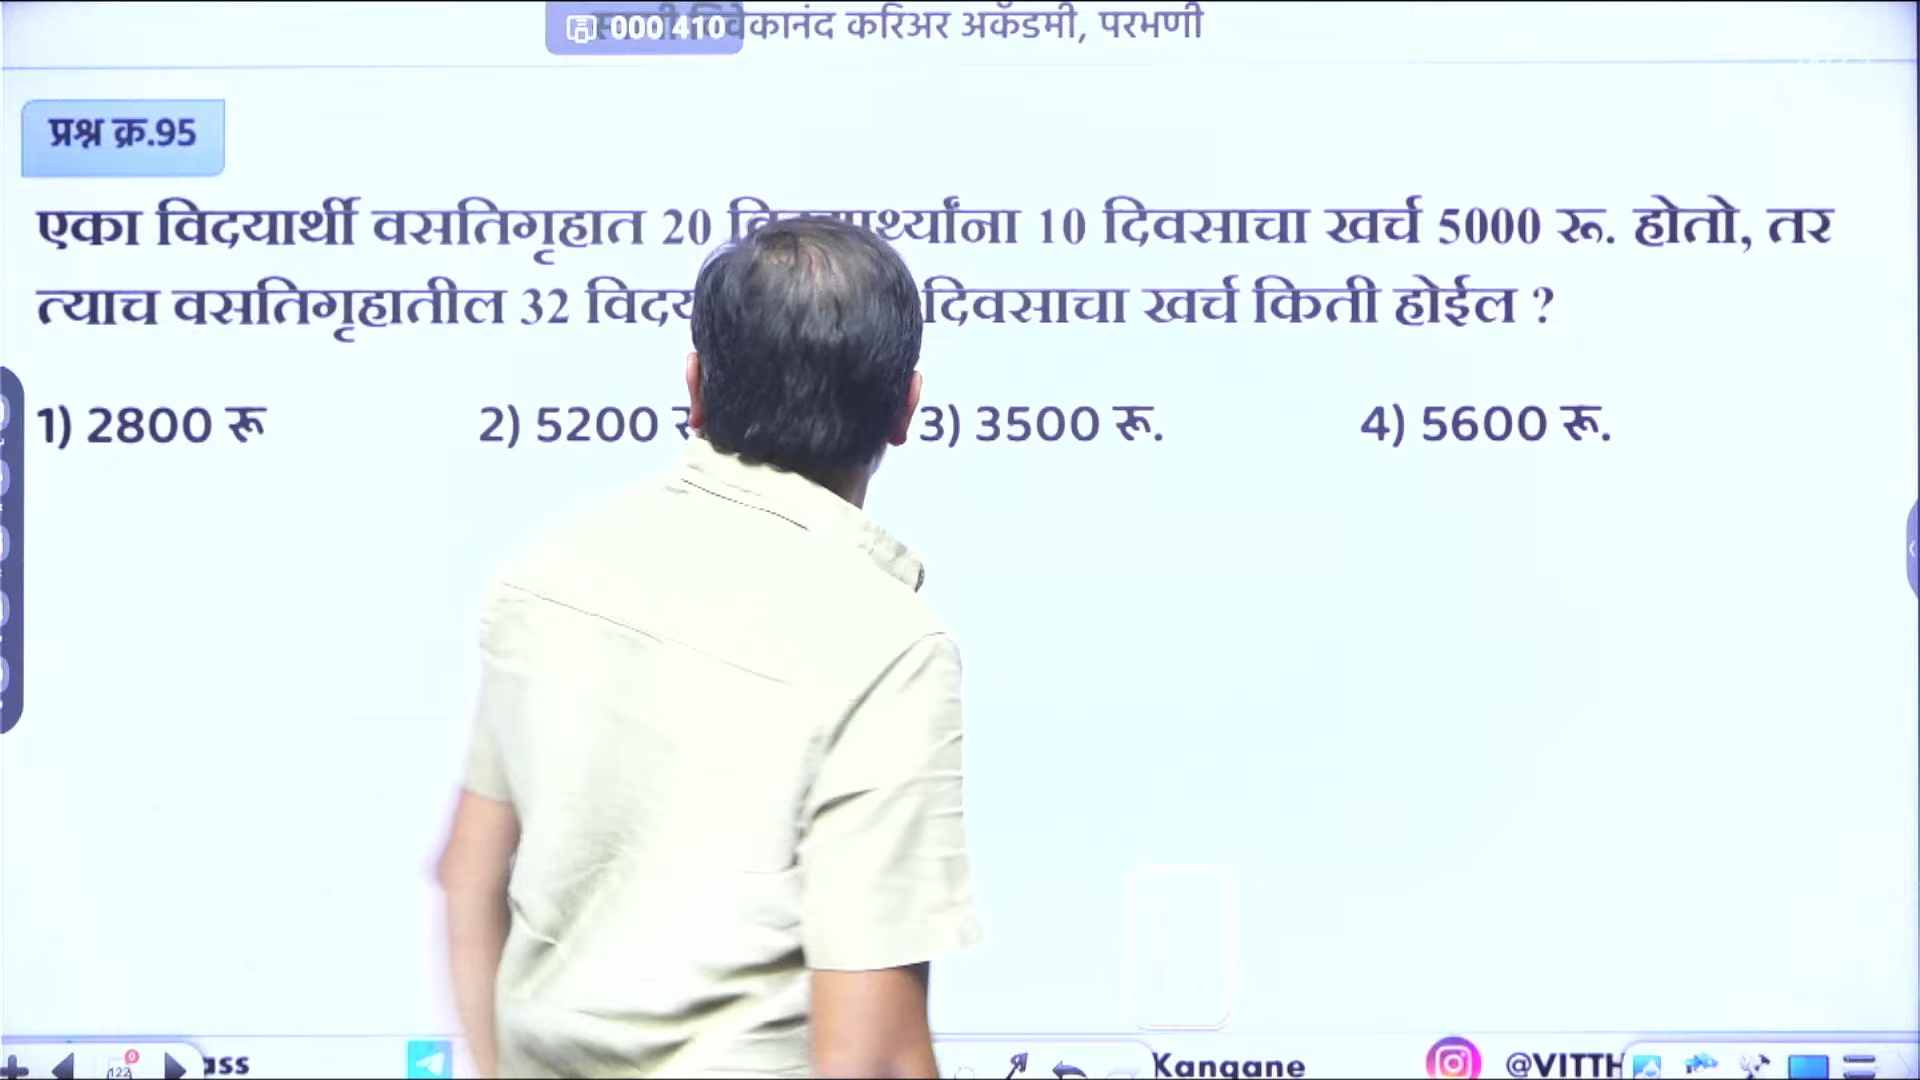 000 410 विवेकानंद करिअर अकॅडमी, परभणी
प्रश्न क्र.95
एका विदयार्थी वसतिगृहात 20 10 दिवसाचा खर्च 5000 रू. होतो, तर
त्याच वसतिगृहातील 32 दिवसाचा खर्च किती होईल ?
1) 2800 रू 2) 5200 3) 3500 रू. 4) 5600 रू.
Kangane @VITTH